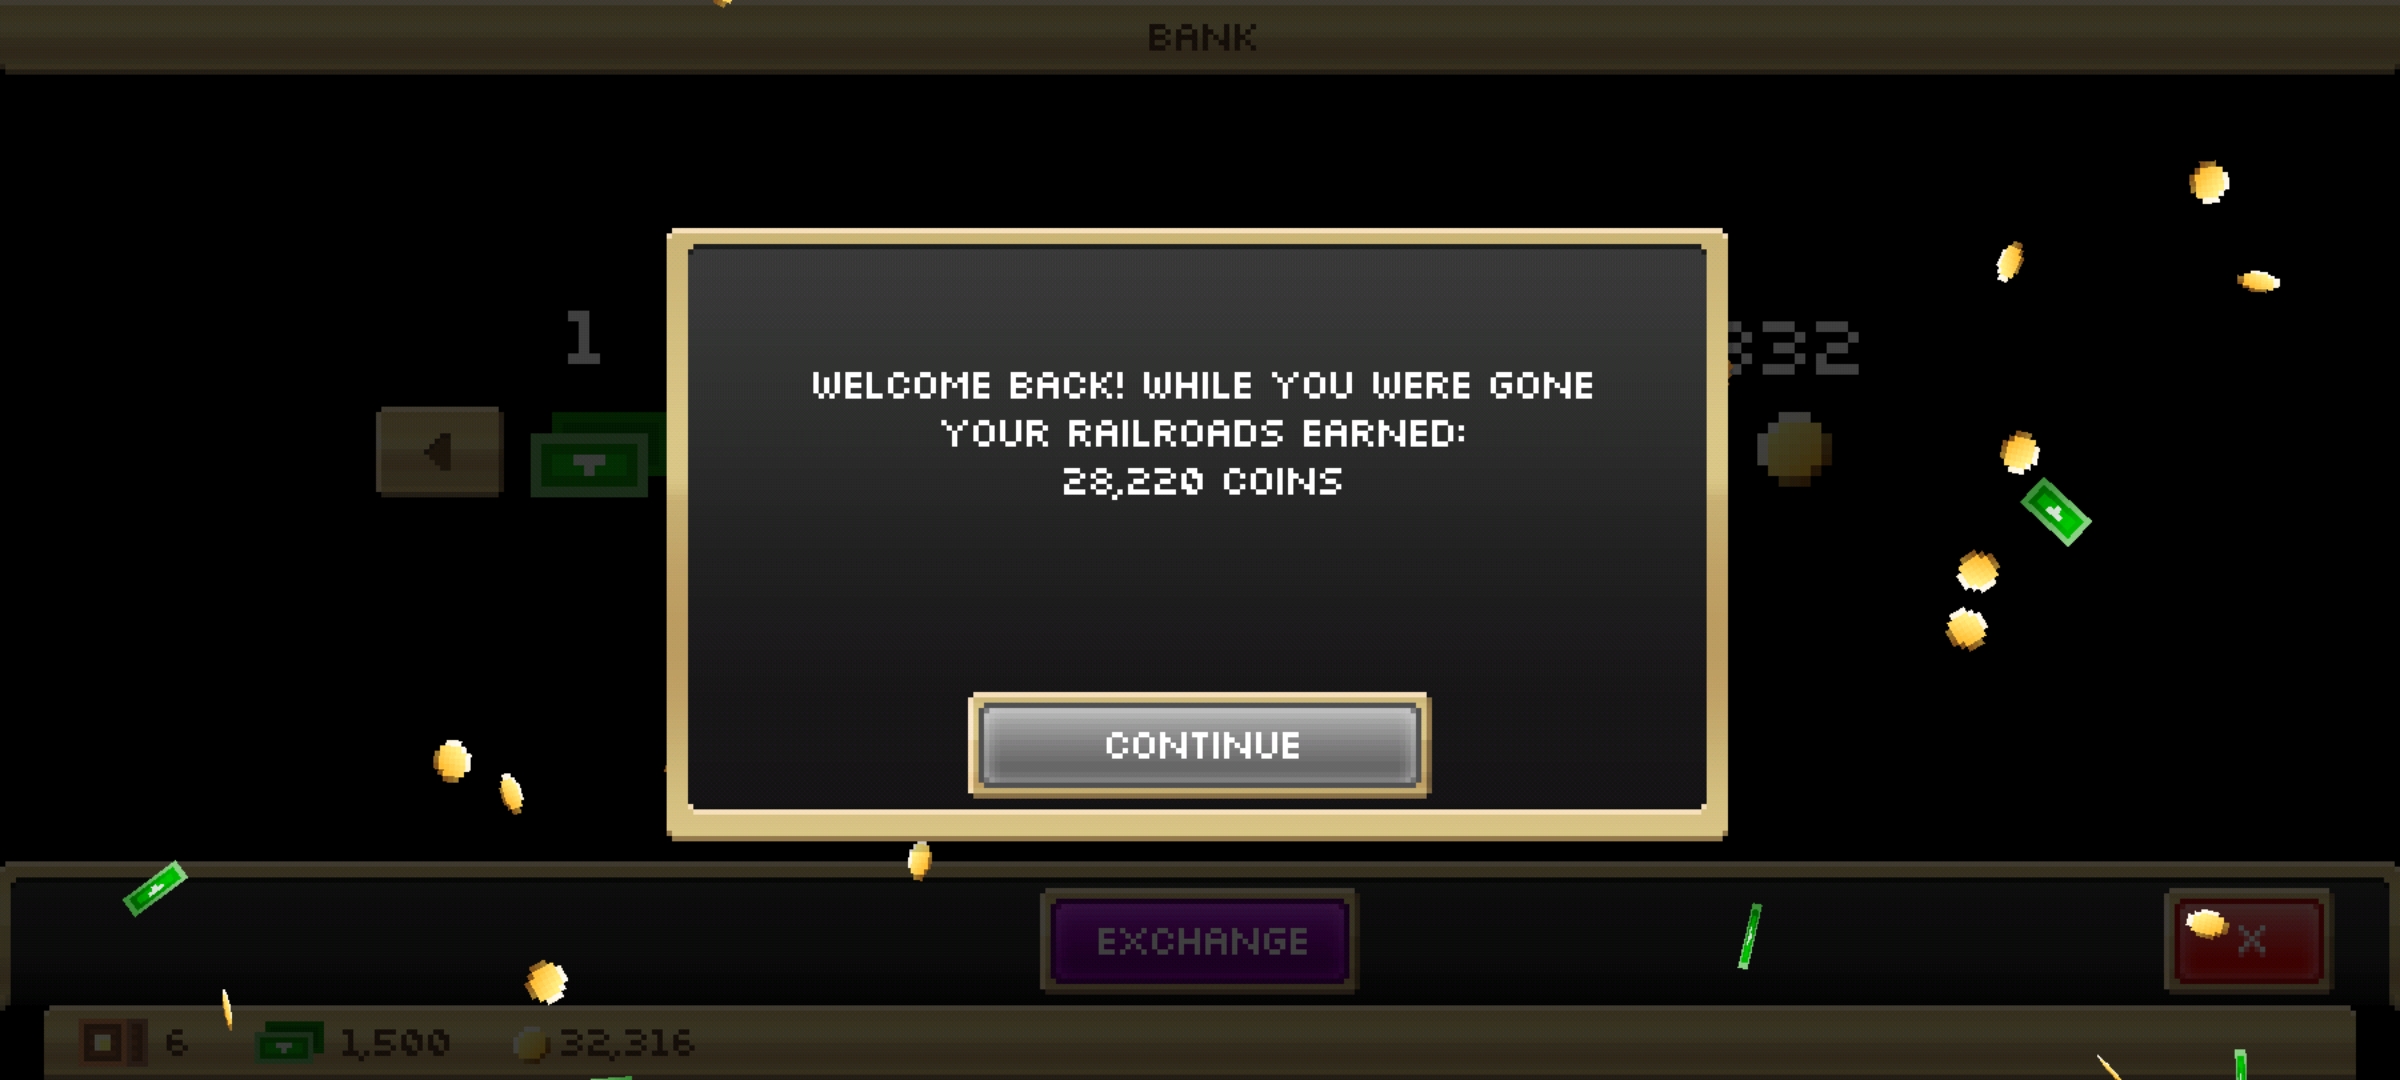 BANK
1
332
WELCOME BACK! WHILE YOU WERE GONE
YOUR RAILROADS EARNED:
28,220 COINS
CONTINUE
EXCHANGE
X
6 1,500 32,316